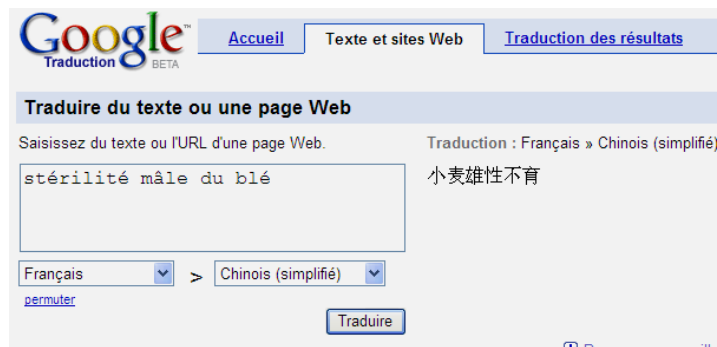 Google™
Traduction BETA
Accueil
Texte et sites Web
Traduction des résultats
Traduire du texte ou une page Web
Saisissez du texte ou l'URL d'une page Web.
stérilité mâle du blé
Français > Chinois (simplifié)
permuter
Traduire
Traduction : Français » Chinois (simplifié)
小麦雄性不育